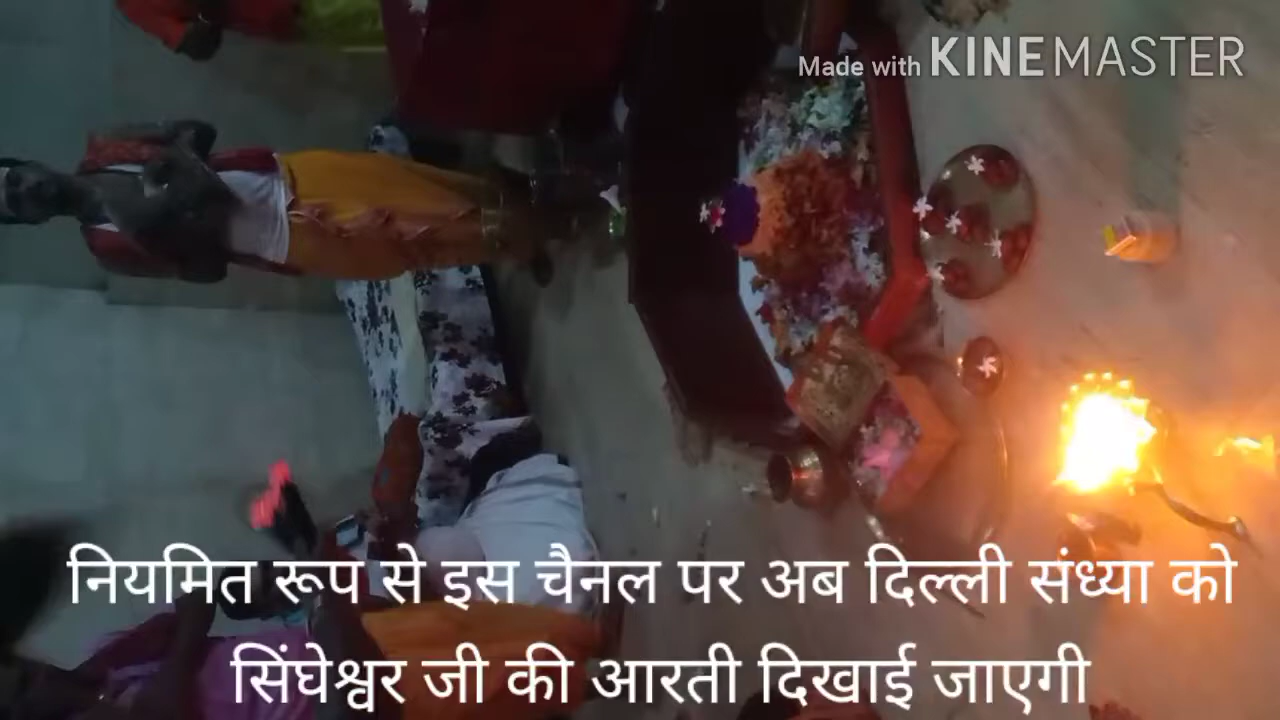 Made with KINEMASTER
नियमित रूप से इस चैनल पर अब दिल्ली संध्या को
सिंघेश्वर जी की आरती दिखाई जाएगी